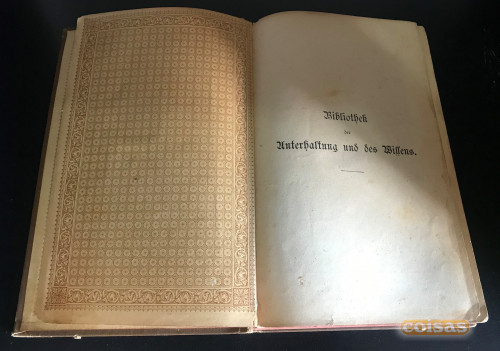 Bibliothek
der
Unterhaltung und des Wissens.
coisas